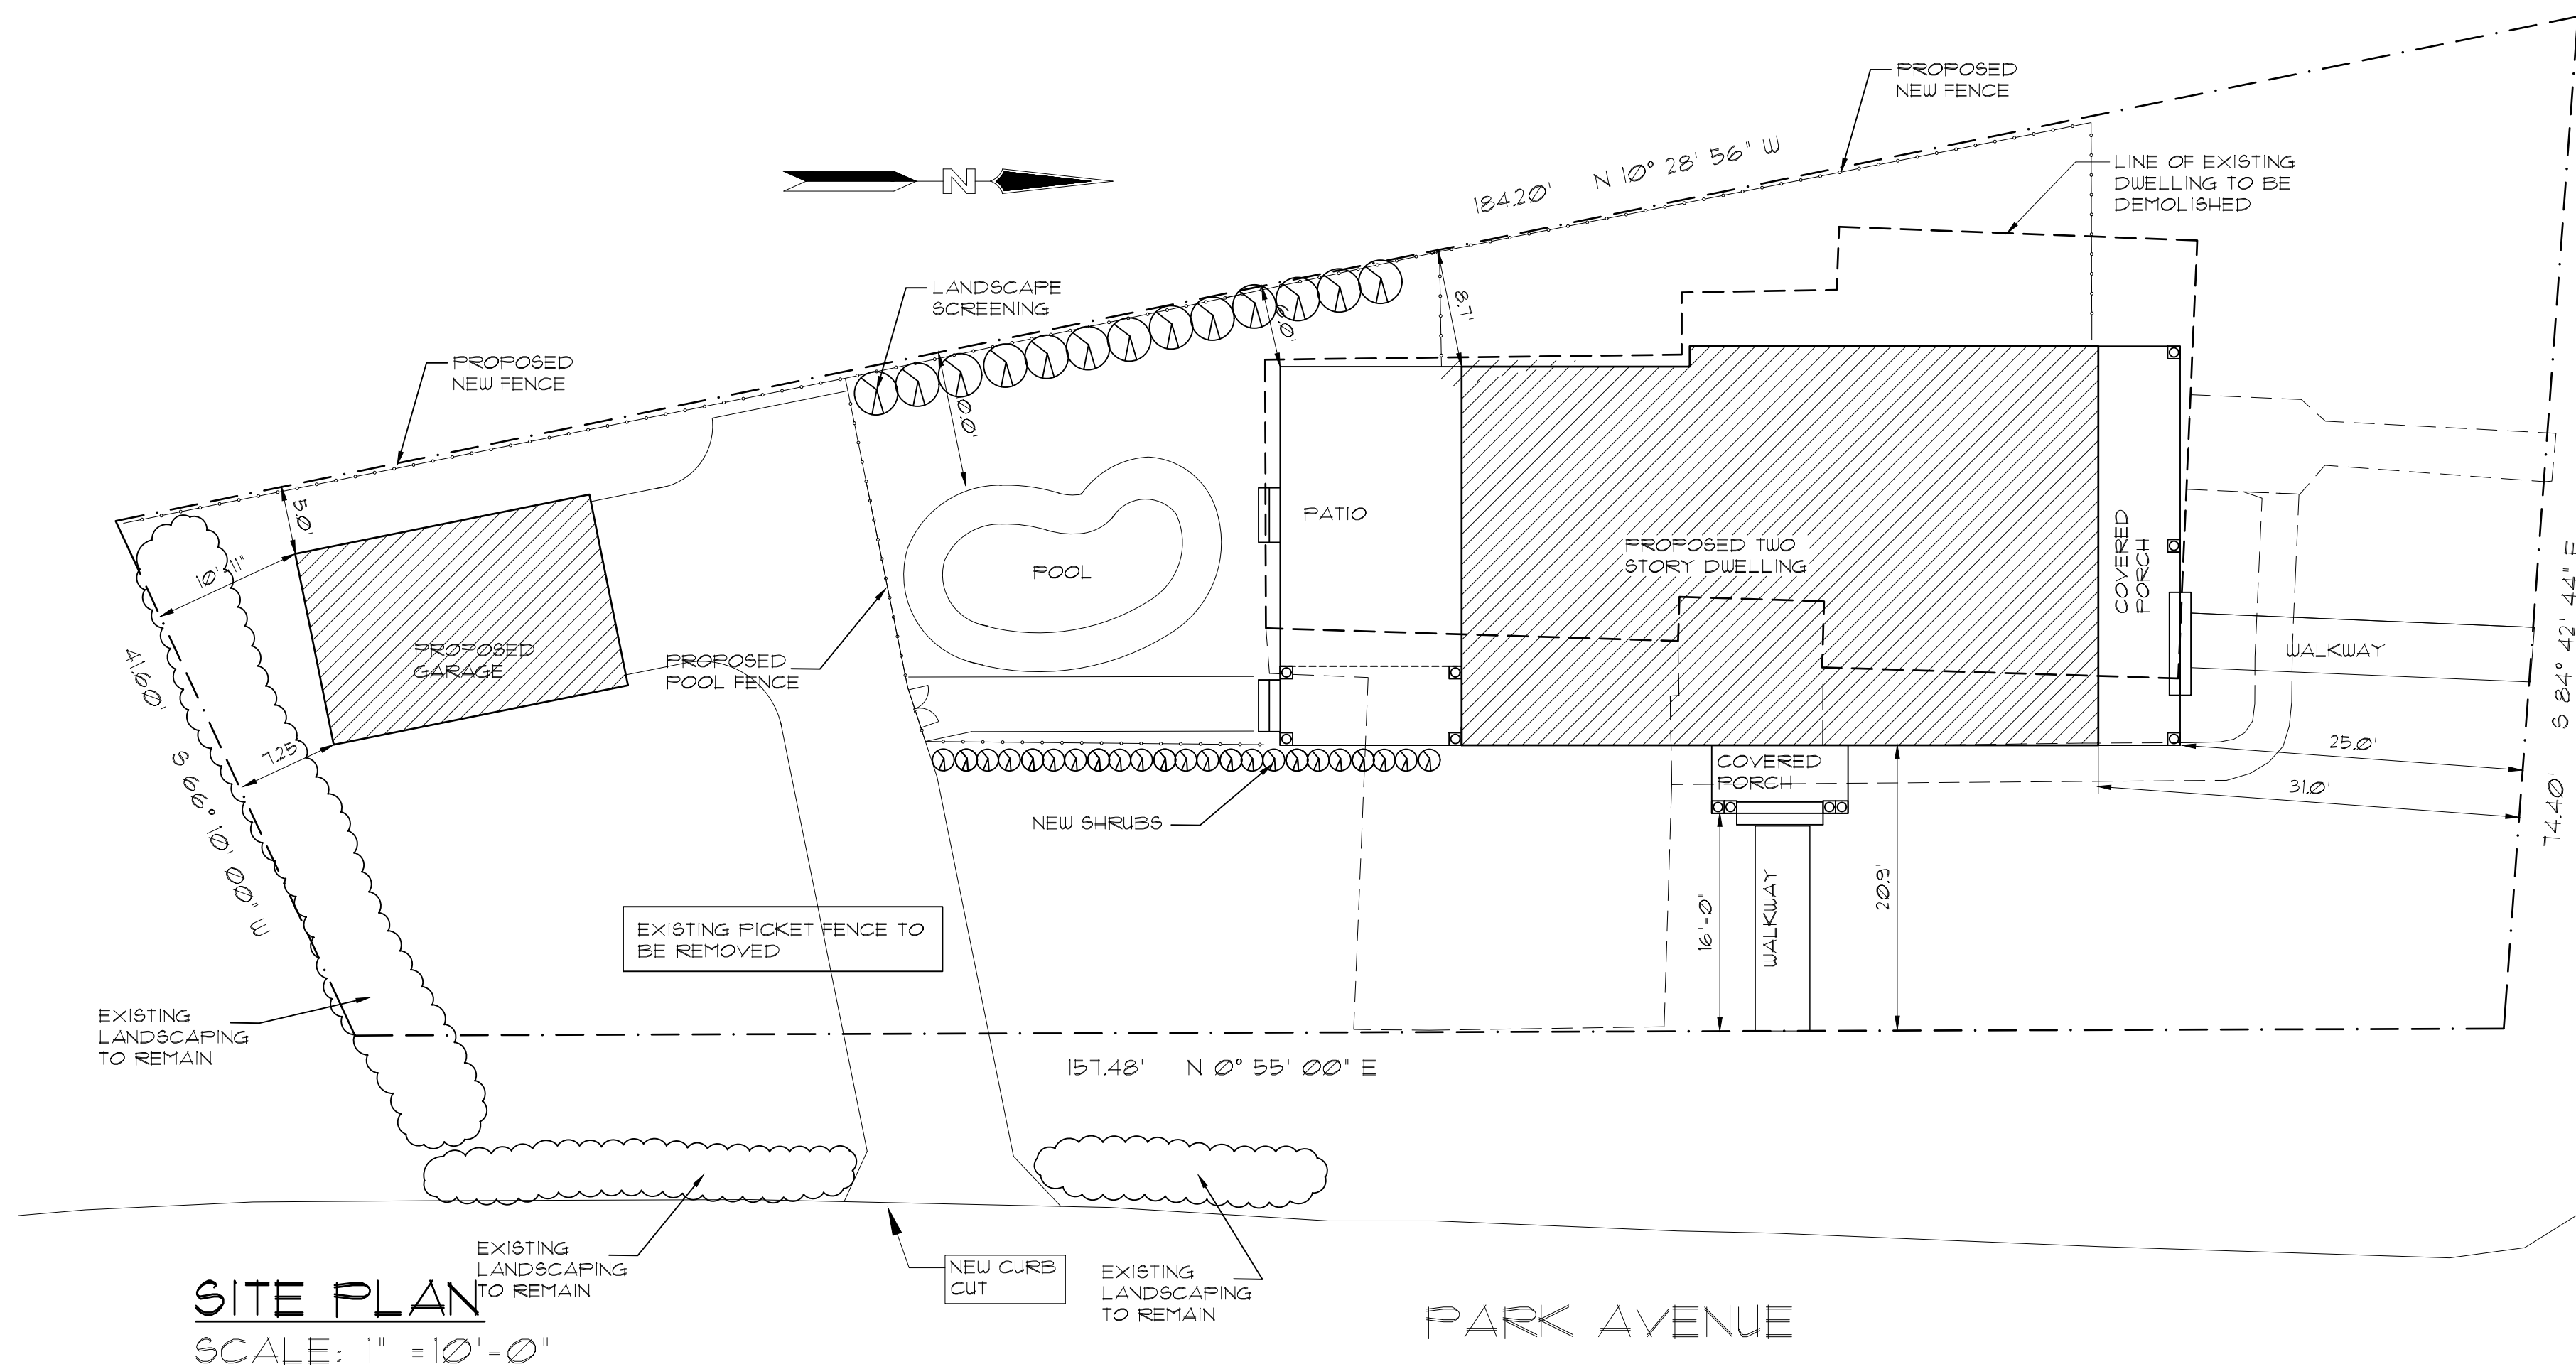 PROPOSED
NEW FENCE
184.20' N 10° 28' 56" W
LINE OF EXISTING
DWELLING TO BE
DEMOLISHED
N
LANDSCAPE
SCREENING
8.7'
6.0'
PROPOSED
NEW FENCE
0.0'
5.0'
10'-11"
PATIO
POOL
PROPOSED TWO
STORY DWELLING
COVERED
PORCH
S 84° 42' 44" E
74.40'
WALKWAY
PROPOSED
GARAGE
PROPOSED
POOL FENCE
41.60' S 66° 10' 00" W
7.25
25.0'
31.0'
COVERED
PORCH
NEW SHRUBS
16'-0"
WALKWAY
20.9'
EXISTING PICKET FENCE TO
BE REMOVED
EXISTING
LANDSCAPING
TO REMAIN
157.48' N 0° 55' 00" E
EXISTING
LANDSCAPING
TO REMAIN
NEW CURB
CUT
EXISTING
LANDSCAPING
TO REMAIN
SITE PLAN
SCALE: 1" =10'-0"
PARK AVENUE